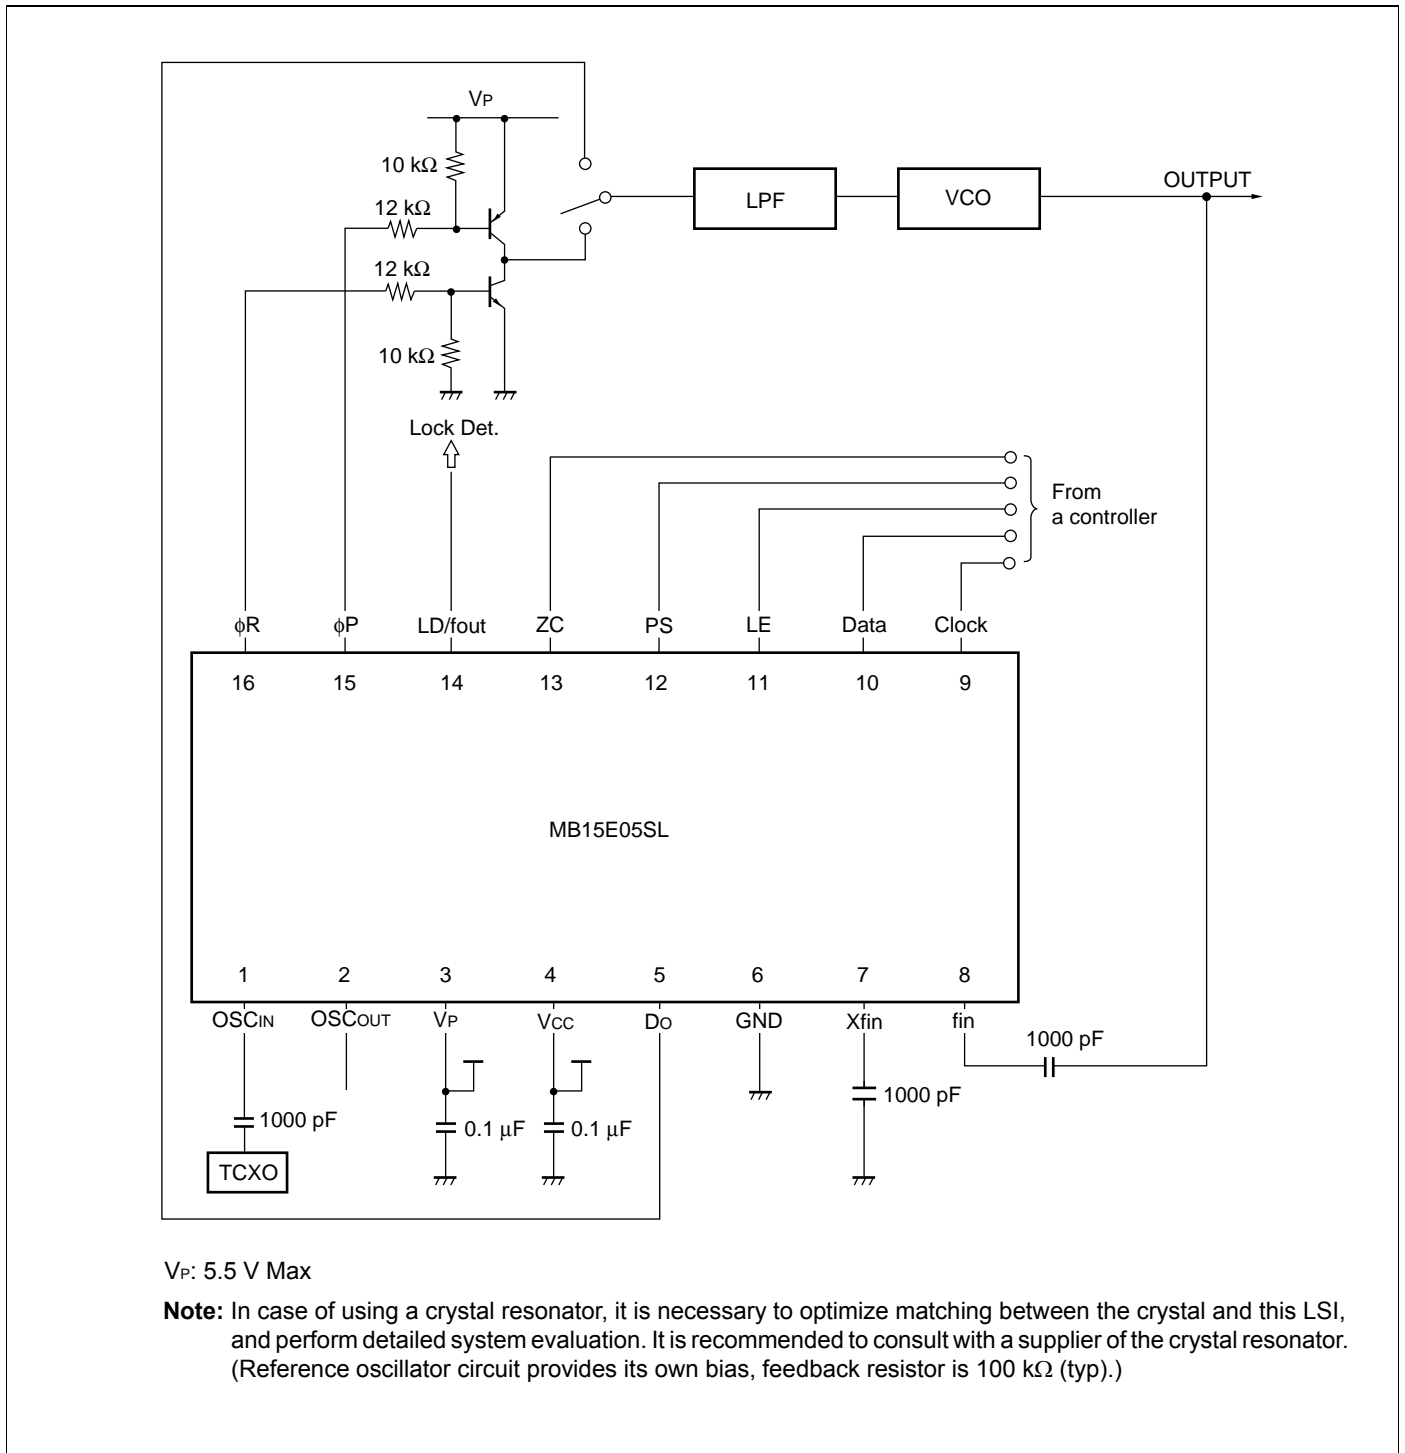 VP
10 kΩ
12 kΩ
12 kΩ
10 kΩ
LPF
VCO
OUTPUT
Lock Det.
From
a controller
φR φP LD/fout ZC PS LE Data Clock
16 15 14 13 12 11 10 9
MB15E05SL
1 2 3 4 5 6 7 8
OSCIN OSCOUT VP VCC DO GND Xfin fin
1000 pF
1000 pF
1000 pF
0.1 μF
0.1 μF
TCXO
VP: 5.5 V Max
Note: In case of using a crystal resonator, it is necessary to optimize matching between the crystal and this LSI,
and perform detailed system evaluation. It is recommended to consult with a supplier of the crystal resonator.
(Reference oscillator circuit provides its own bias, feedback resistor is 100 kΩ (typ).)